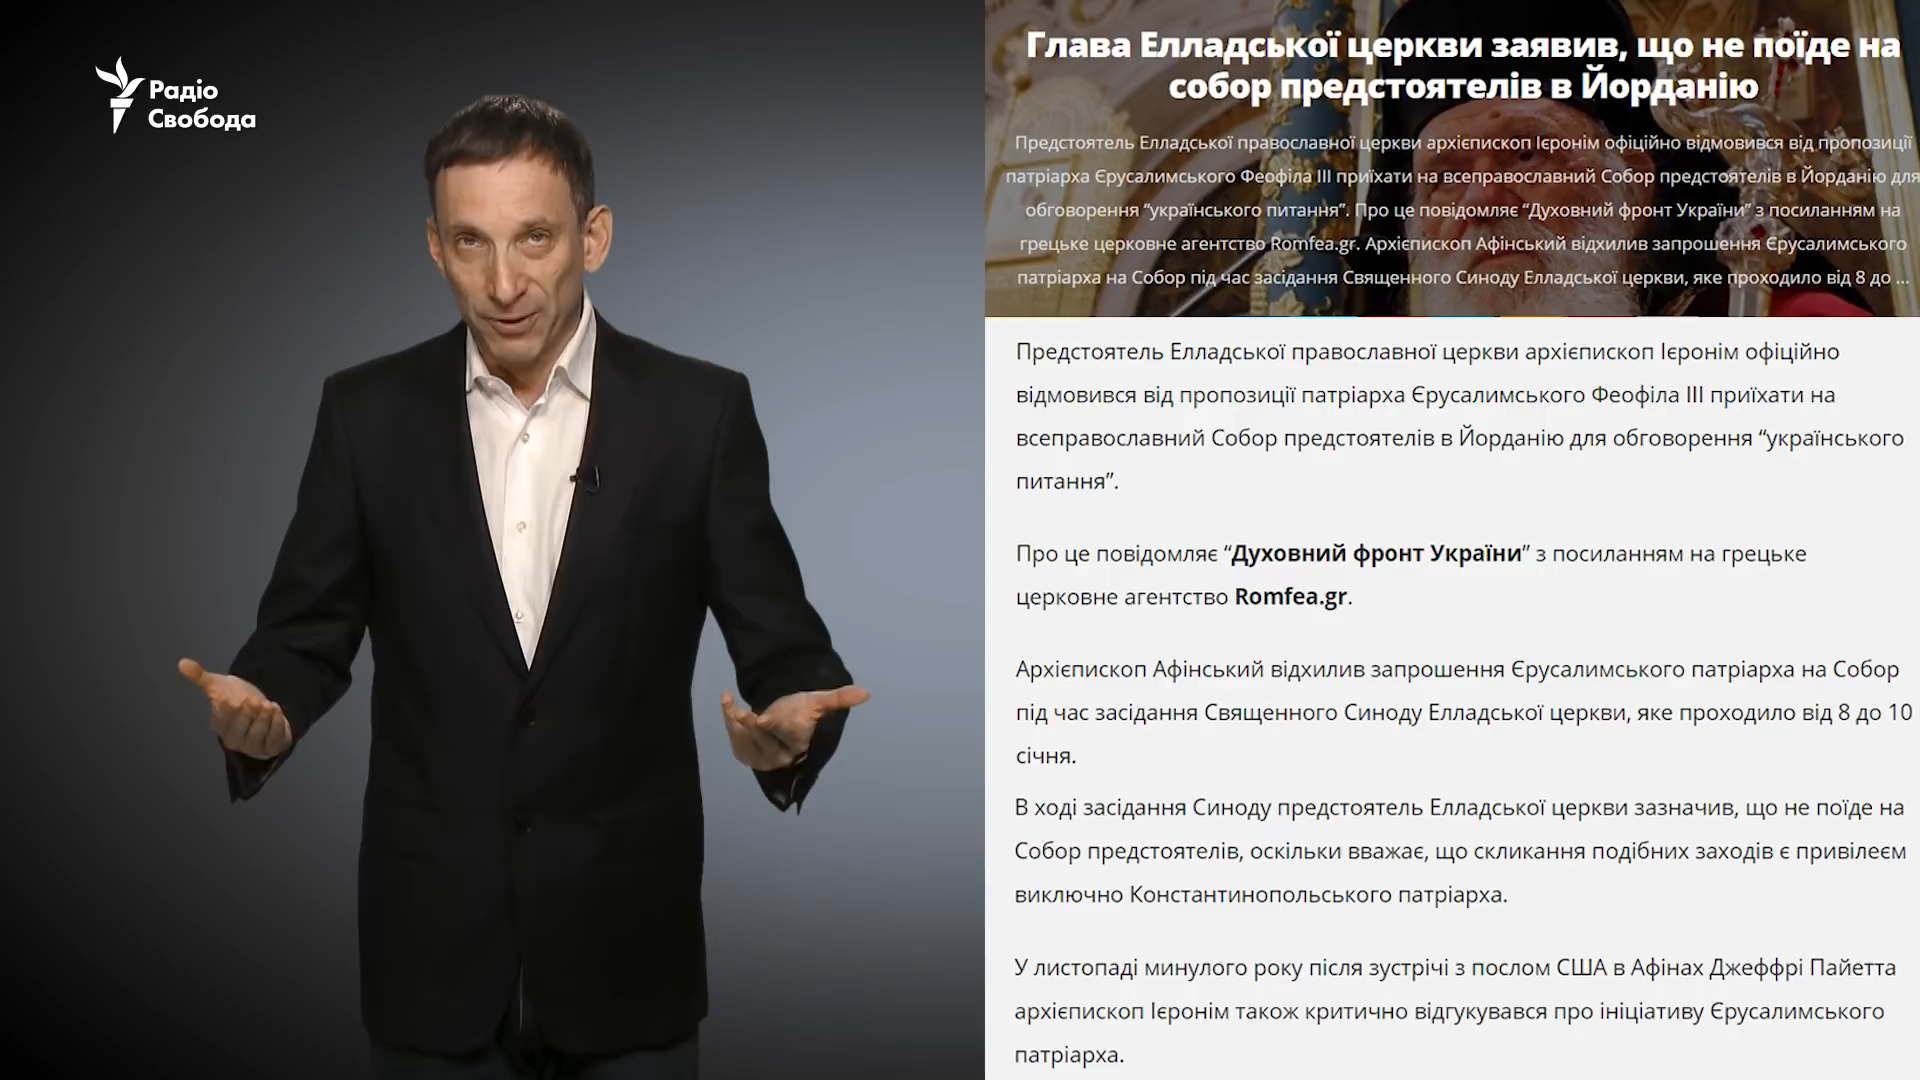 Радіо
Свобода
Глава Елладської церкви заявив, що не поїде на
собор предстоятелів в Йорданію
Предстоятель Елладської православної церкви архієпископ Ієронім офіційно відмовився від пропозиції
патріарха Єрусалимського Феофіла III приїхати на всеправославний Собор предстоятелів в Йорданію для
обговорення “українського питання”. Про це повідомляє “Духовний фронт України” з посиланням на
грецьке церковне агентство Romfea.gr. Архієпископ Афінський відхилив запрошення Єрусалимського
патріарха на Собор під час засідання Священного Синоду Елладської церкви, яке проходило від 8 до ...
Предстоятель Елладської православної церкви архієпископ Ієронім офіційно
відмовився від пропозиції патріарха Єрусалимського Феофіла III приїхати на
всеправославний Собор предстоятелів в Йорданію для обговорення “українського
питання”.
Про це повідомляє “Духовний фронт України” з посиланням на грецьке
церковне агентство Romfea.gr.
Архієпископ Афінський відхилив запрошення Єрусалимського патріарха на Собор
під час засідання Священного Синоду Елладської церкви, яке проходило від 8 до 10
січня.
В ході засідання Синоду предстоятель Елладської церкви зазначив, що не поїде на
Собор предстоятелів, оскільки вважає, що скликання подібних заходів є привілеєм
виключно Константинопольського патріарха.
У листопаді минулого року після зустрічі з послом США в Афінах Джеффрі Пайетта
архієпископ Ієронім також критично відгукувався про ініціативу Єрусалимського
патріарха.